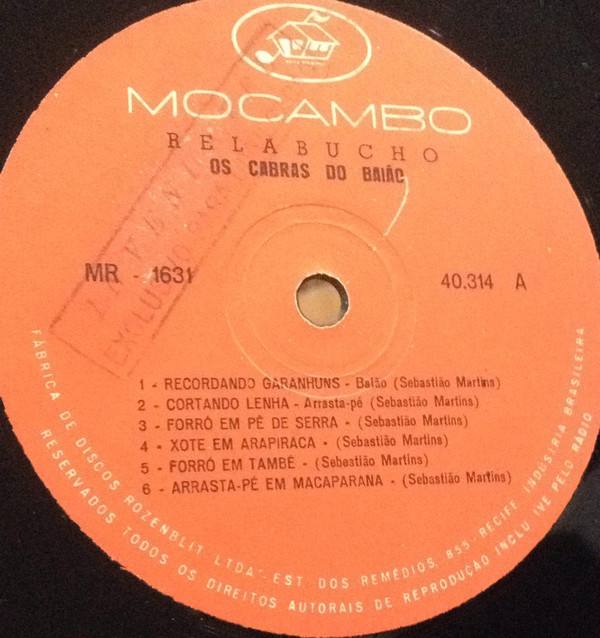 MOCAMBO
RELABUCHO
OS CABRAS DO BAIÃO
MR - 1631
40.314 A
1 - RECORDANDO GARANHUNS - Baião (Sebastião Martins)
2 - CORTANDO LENHA - Arrasta-pé (Sebastião Martins)
3 - FORRÓ EM PÉ DE SERRA - (Sebastião Martins)
4 - XOTE EM ARAPIRACA - (Sebastião Martins)
5 - FORRÓ EM TAMBÊ - (Sebestião Martins)
6 - ARRASTA-PÉ EM MACAPARANA - (Sebastião Martins)
FÁBRICA DE DISCOS ROZENBLIT LTDA. EST. DOS REMÉDIOS, 855 RECIFE INDÚSTRIA BRASILEIRA
RESERVADOS TODOS OS DIREITOS AUTORAIS DE REPRODUÇÃO INCLUSIVE PELO RÁDIO
EXCLUSIVO